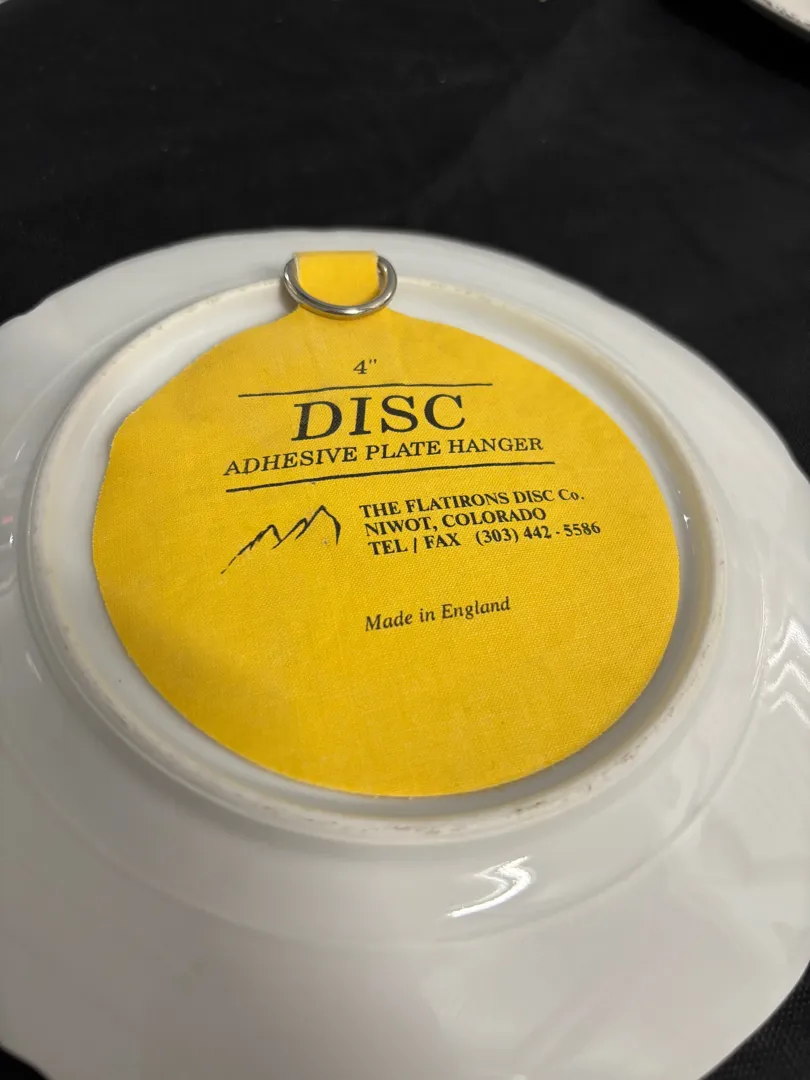 4"
DISC
ADHESIVE PLATE HANGER
THE FLATIRONS DISC Co.
NIWOT, COLORADO
TEL / FAX (303) 442-5586
Made in England